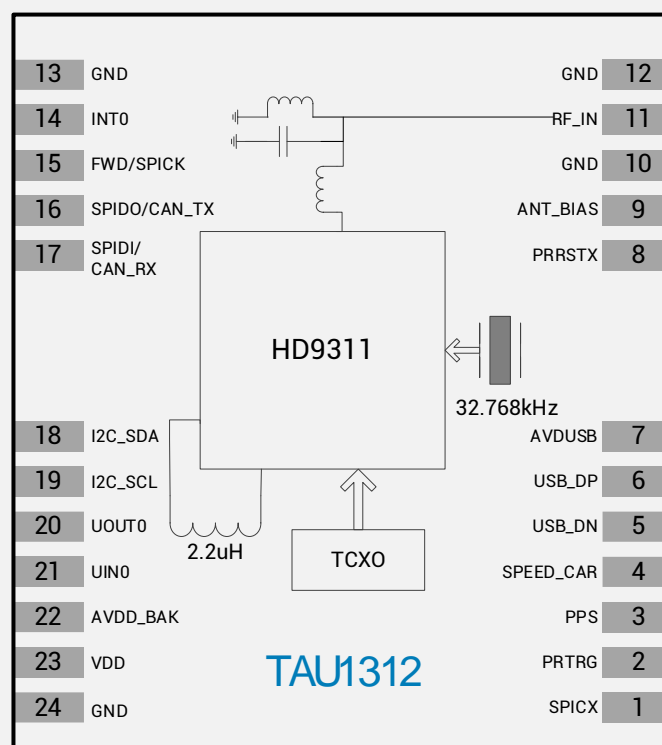 13 GND
GND 12
14 INT0
RF_IN 11
15 FWD/SPICK
GND 10
16 SPIDO/CAN_TX
ANT_BIAS 9
17 SPIDI/
CAN_RX
PRRSTX 8
HD9311
32.768kHz
18 I2C_SDA
AVDUSB 7
19 I2C_SCL
USB_DP 6
20 UOUT0
USB_DN 5
2.2uH
TCXO
21 UIN0
SPEED_CAR 4
22 AVDD_BAK
PPS 3
23 VDD
PRTRG 2
TAU1312
24 GND
SPICX 1